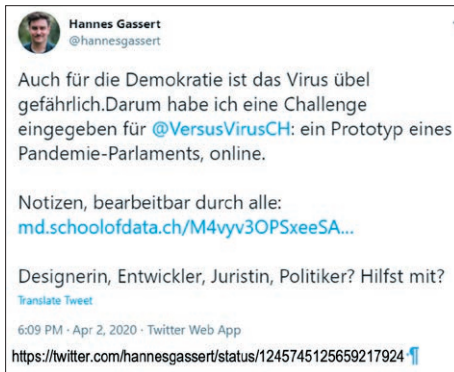 Hannes Gassert
@hannesgassert
Auch für die Demokratie ist das Virus übel
gefährlich.Darum habe ich eine Challenge
eingegeben für @VersusVirusCH: ein Prototyp eines
Pandemie-Parlaments, online.
Notizen, bearbeitbar durch alle:
md.schoolofdata.ch/M4vyv3OPSxeeSA...
Designerin, Entwickler, Juristin, Politiker? Hilfst mit?
Translate Tweet
6:09 PM · Apr 2, 2020 · Twitter Web App
https://twitter.com/hannesgassert/status/1245745125659217924 ¶